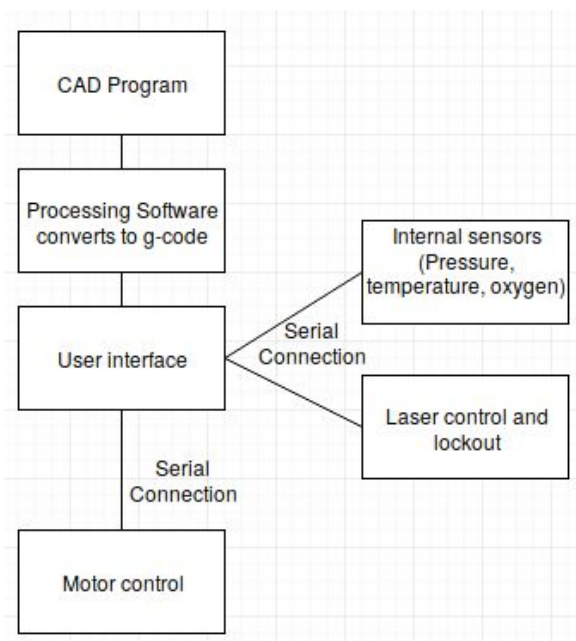 CAD Program
Processing Software
converts to g-code
Internal sensors
(Pressure,
temperature, oxygen)
User interface
Serial
Connection
Laser control and
lockout
Serial
Connection
Motor control